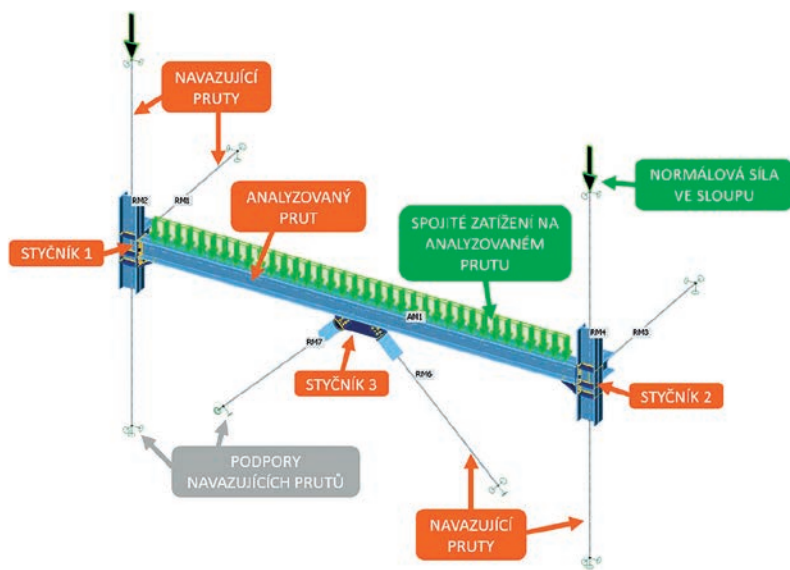 NAVAZUJÍCÍ
PRUTY
RM2
RM1
ANALYZOVANÝ
PRUT
NORMÁLOVÁ SÍLA
VE SLOUPU
SPOJITÉ ZATÍŽENÍ NA
ANALYZOVANÉM
PRUTU
STYČNÍK 1
AM1
RM4
RM3
RM7
RM6
STYČNÍK 3
STYČNÍK 2
PODPORY
NAVAZUJÍCÍCH PRUTŮ
NAVAZUJÍCÍ
PRUTY